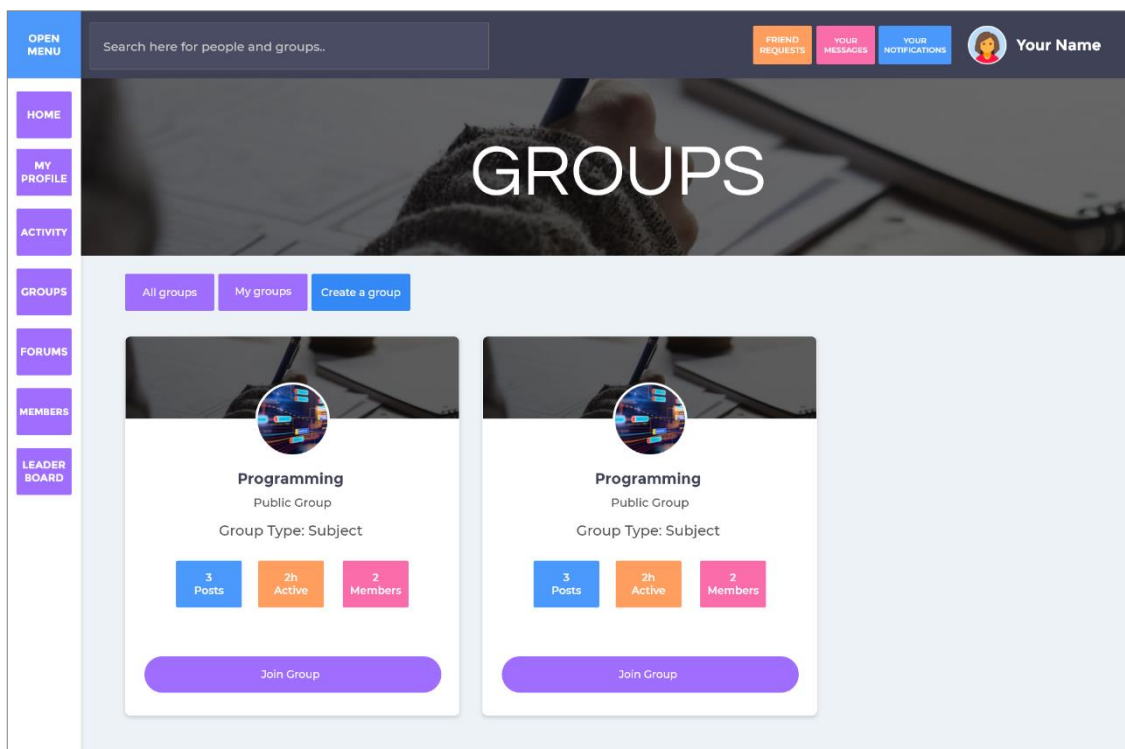 OPEN
MENU
Search here for people and groups..
FRIEND
REQUESTS
YOUR
MESSAGES
YOUR
NOTIFICATIONS
Your Name
HOME
MY
PROFILE
ACTIVITY
GROUPS
FORUMS
MEMBERS
LEADER
BOARD
GROUPS
All groups
My groups
Create a group
Programming
Public Group
Group Type: Subject
3
Posts
2h
Active
2
Members
Join Group
Programming
Public Group
Group Type: Subject
3
Posts
2h
Active
2
Members
Join Group